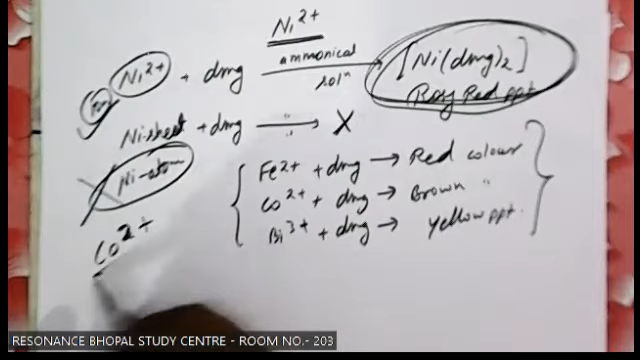 Ni²⁺
(Ion) Ni²⁺ + dmg ammonical solⁿ [Ni(dmg)₂]
Rosy Red ppt
Ni-sheet + dmg → X
Ni-atom
Fe²⁺ + dmg → Red colour
Co²⁺ + dmg → Brown "
Bi³⁺ + dmg → Yellow ppt.
Co²⁺
RESONANCE BHOPAL STUDY CENTRE - ROOM NO.- 203